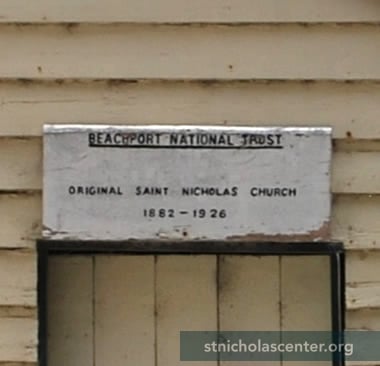 BEACHPORT NATIONAL TRUST
ORIGINAL SAINT NICHOLAS CHURCH
1882 - 1926
stnicholascenter.org